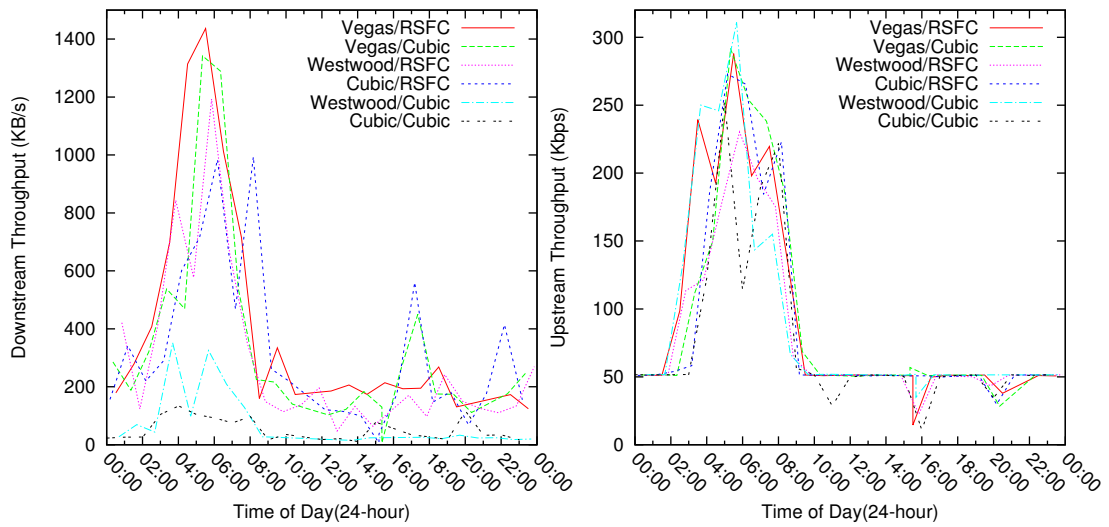 Downstream Throughput (KB/s)
1400
1200
1000
800
600
400
200
0
Vegas/RSFC
Vegas/Cubic
Westwood/RSFC
Cubic/RSFC
Westwood/Cubic
Cubic/Cubic
00:00
02:00
04:00
06:00
08:00
10:00
12:00
14:00
16:00
18:00
20:00
22:00
00:00
Time of Day(24-hour)
Upstream Throughput (Kbps)
300
250
200
150
100
50
0
Vegas/RSFC
Vegas/Cubic
Westwood/RSFC
Cubic/RSFC
Westwood/Cubic
Cubic/Cubic
00:00
02:00
04:00
06:00
08:00
10:00
12:00
14:00
16:00
18:00
20:00
22:00
00:00
Time of Day(24-hour)